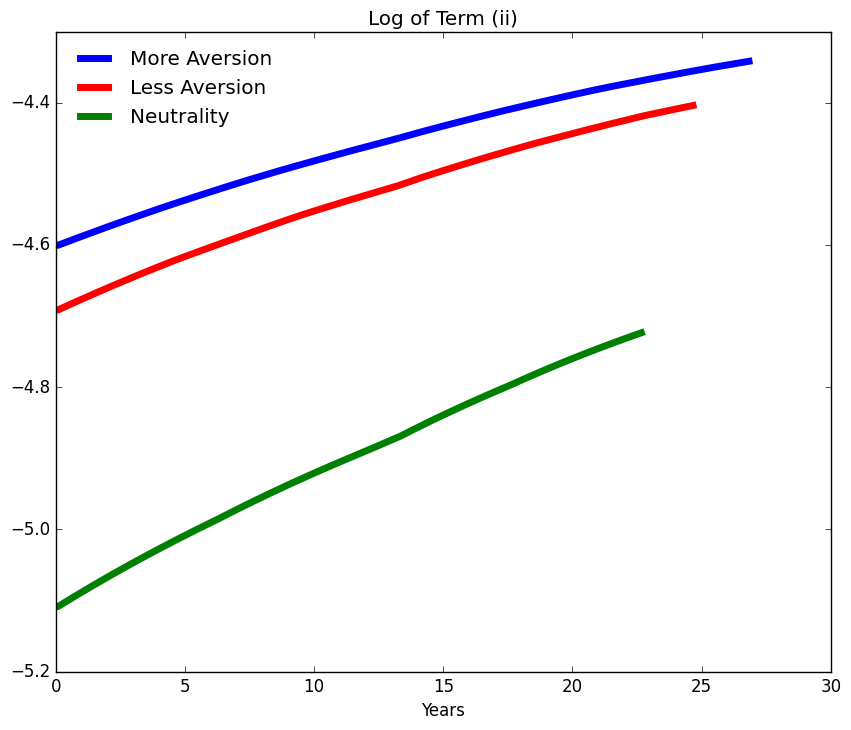 Log of Term (ii)
More Aversion
Less Aversion
Neutrality
−4.4
−4.6
−4.8
−5.0
−5.2
0 5 10 15 20 25 30
Years